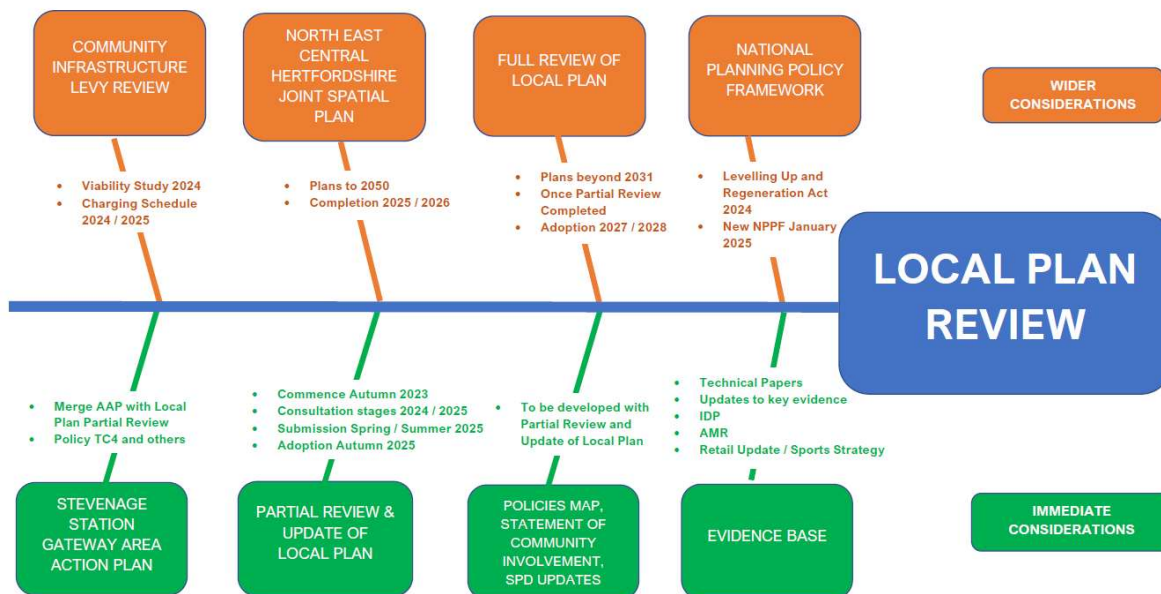 COMMUNITY
INFRASTRUCTURE
LEVY REVIEW
NORTH EAST
CENTRAL
HERTFORDSHIRE
JOINT SPATIAL
PLAN
FULL REVIEW OF
LOCAL PLAN
NATIONAL
PLANNING POLICY
FRAMEWORK
WIDER
CONSIDERATIONS
• Viability Study 2024
• Charging Schedule
2024 / 2025
• Plans to 2050
• Completion 2025 / 2026
• Plans beyond 2031
• Once Partial Review
Completed
• Adoption 2027 / 2028
• Levelling Up and
Regeneration Act
2024
• New NPPF January
2025
LOCAL PLAN
REVIEW
• Merge AAP with Local
Plan Partial Review
• Policy TC4 and others
• Commence Autumn 2023
• Consultation stages 2024 / 2025
• Submission Spring / Summer 2025
• Adoption Autumn 2025
• To be developed with
Partial Review and
Update of Local Plan
• Technical Papers
• Updates to key evidence
• IDP
• AMR
• Retail Update / Sports Strategy
STEVENAGE
STATION
GATEWAY AREA
ACTION PLAN
PARTIAL REVIEW &
UPDATE OF
LOCAL PLAN
POLICIES MAP,
STATEMENT OF
COMMUNITY
INVOLVEMENT,
SPD UPDATES
EVIDENCE BASE
IMMEDIATE
CONSIDERATIONS